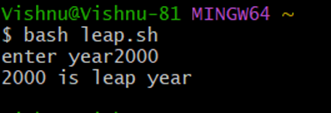 Vishnu@Vishnu-81 MINGW64 ~
$ bash leap.sh
enter year2000
2000 is leap year